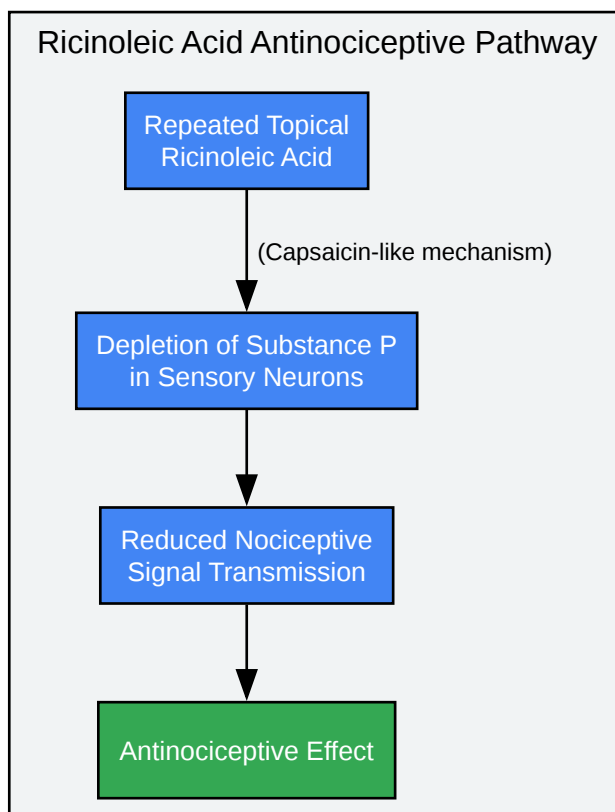 Ricinoleic Acid Antinociceptive Pathway
Repeated Topical
Ricinoleic Acid
(Capsaicin-like mechanism)
Depletion of Substance P
in Sensory Neurons
Reduced Nociceptive
Signal Transmission
Antinociceptive Effect